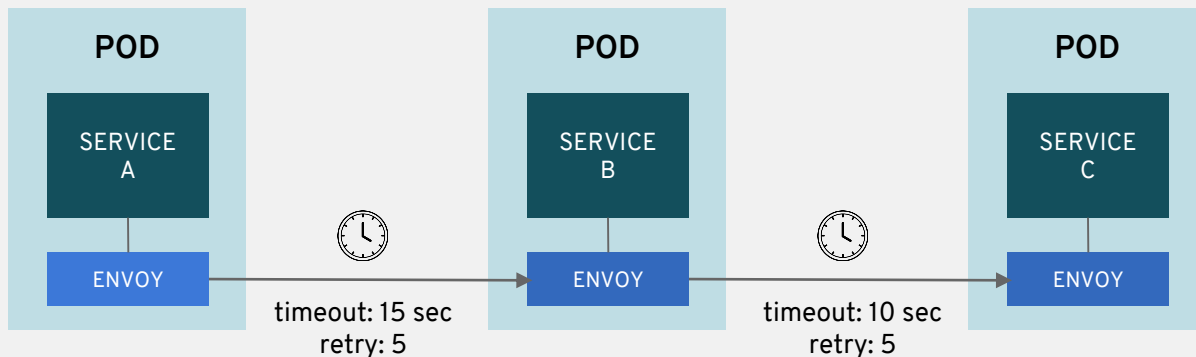 POD
SERVICE
A
ENVOY
timeout: 15 sec
retry: 5
POD
SERVICE
B
ENVOY
timeout: 10 sec
retry: 5
POD
SERVICE
C
ENVOY